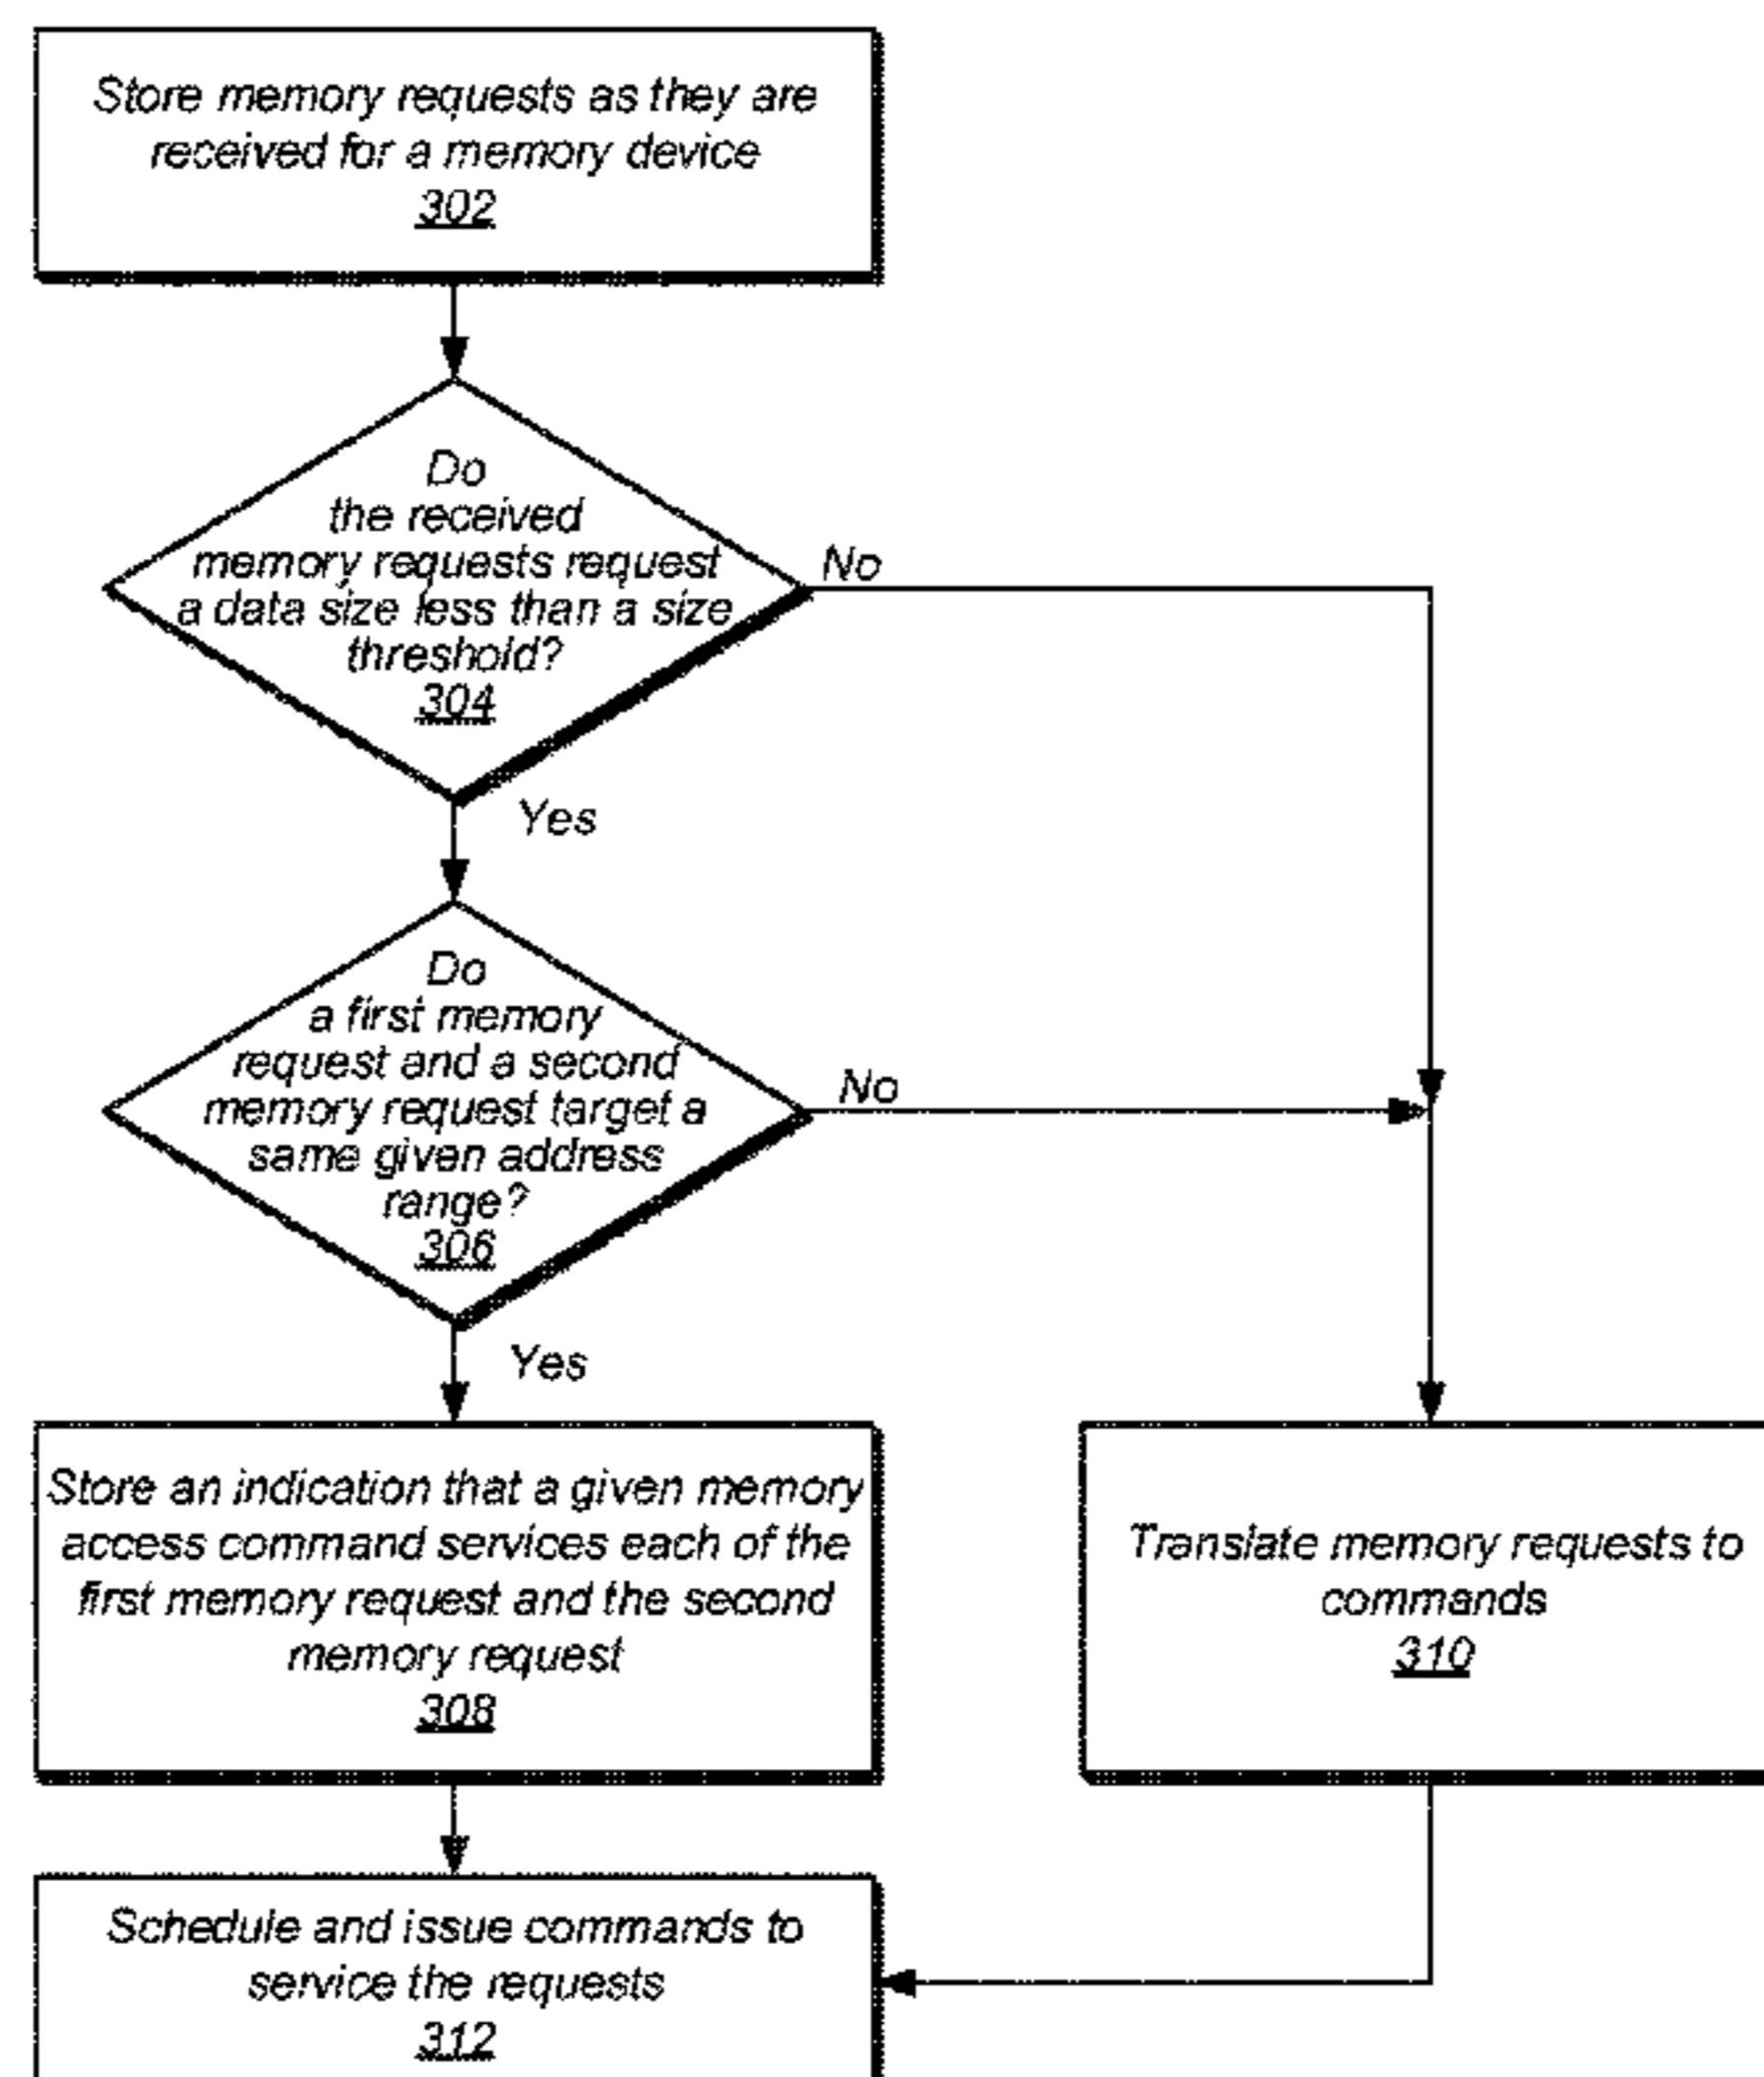 Store memory requests as they are
received for a memory device
302
Do
the received
memory requests request
a data size less than a size
threshold?
304
No
Yes
Do
a first memory
request and a second
memory request target a
same given address
range?
306
No
Yes
Store an indication that a given memory
access command services each of the
first memory request and the second
memory request
308
Translate memory requests to
commands
310
Schedule and issue commands to
service the requests
312